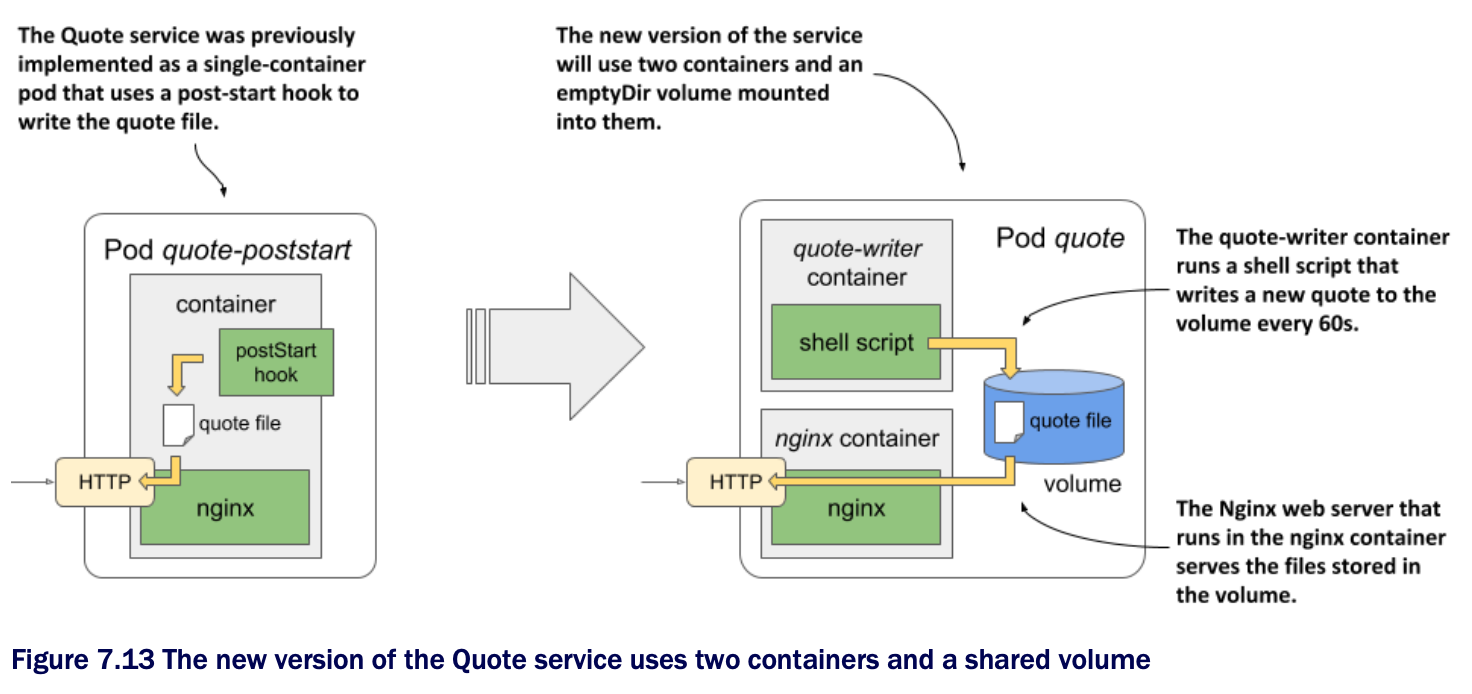 The Quote service was previously
implemented as a single-container
pod that uses a post-start hook to
write the quote file.
The new version of the service
will use two containers and an
emptyDir volume mounted
into them.
Pod quote-poststart
container
postStart
hook
quote file
HTTP
nginx
Pod quote
quote-writer
container
shell script
quote file
volume
nginx container
HTTP
nginx
The quote-writer container
runs a shell script that
writes a new quote to the
volume every 60s.
The Nginx web server that
runs in the nginx container
serves the files stored in
the volume.
Figure 7.13 The new version of the Quote service uses two containers and a shared volume